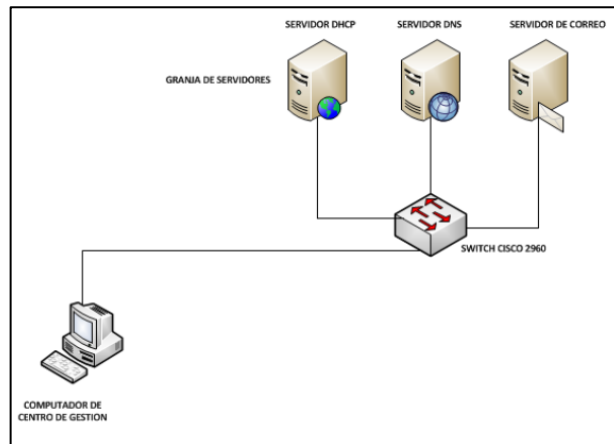 SERVIDOR DHCP
SERVIDOR DNS
SERVIDOR DE CORREO
GRANJA DE SERVIDORES
SWITCH CISCO 2960
COMPUTADOR DE
CENTRO DE GESTION